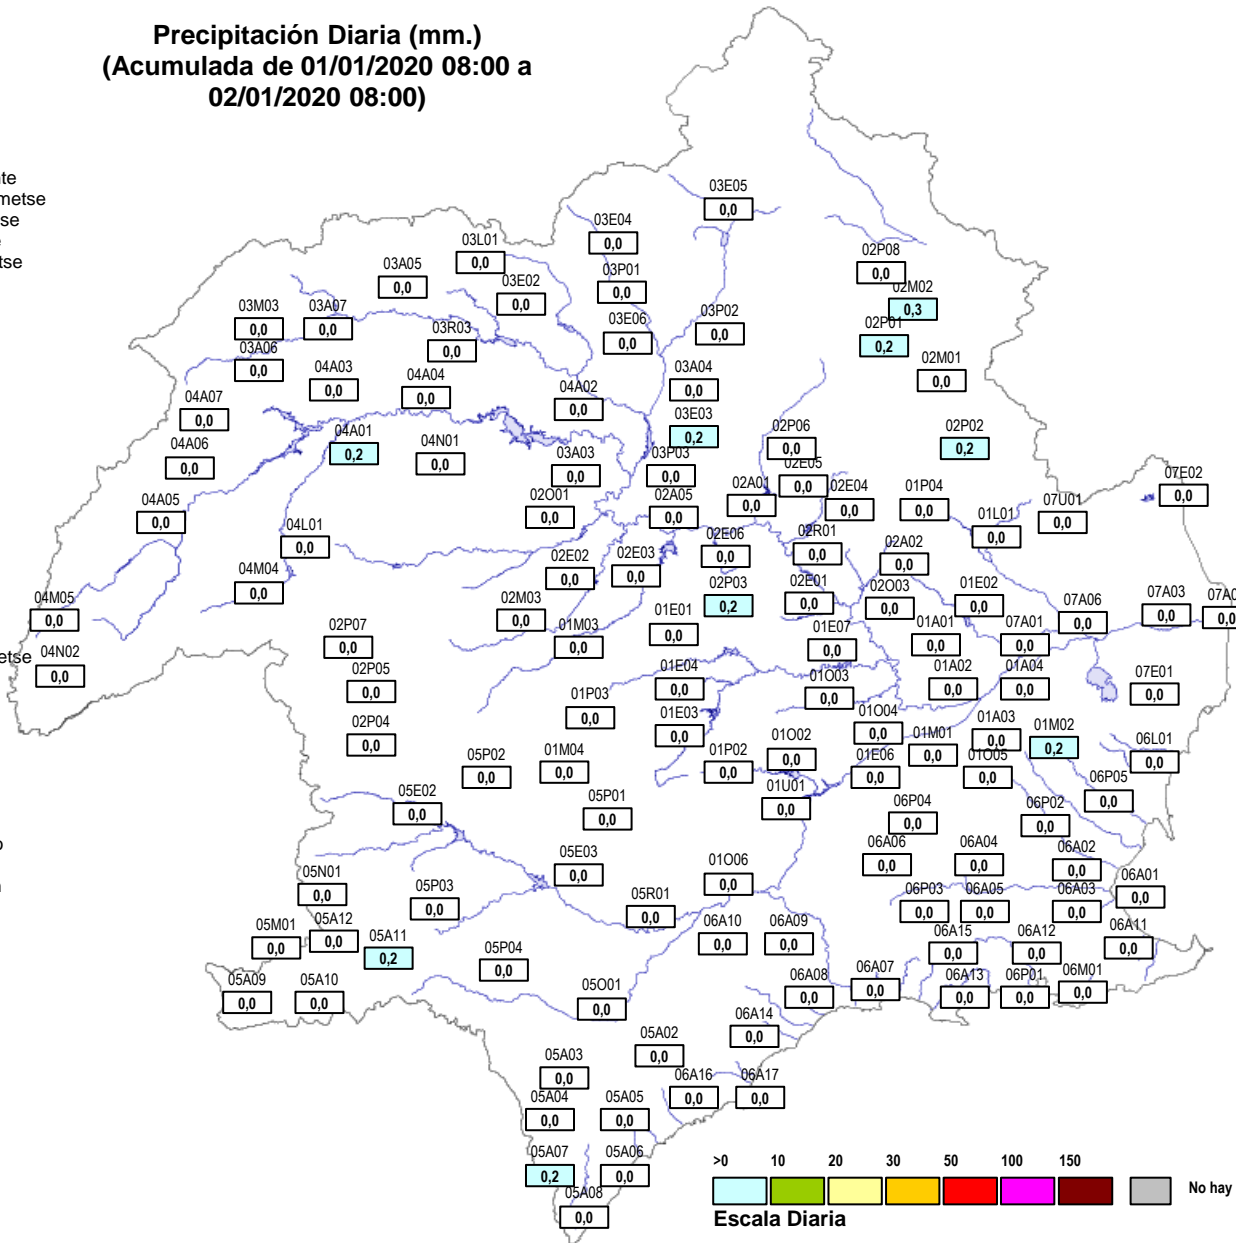 Precipitación Diaria (mm.)
(Acumulada de 01/01/2020 08:00 a
02/01/2020 08:00)
te
metse
se
e
tse
03E05
0,0
03E04
0,0
03L01
0,0
02P08
0,0
03A05
0,0
03P01
0,0
03E02
0,0
02M02
0,3
03M03
0,0
03A07
0,0
03P02
0,0
03E06
0,0
02P01
0,2
03R03
0,0
03A06
0,0
02M01
0,0
04A03
0,0
04A04
0,0
03A04
0,0
04A02
0,0
04A07
0,0
03E03
0,2
04A01
0,2
04N01
0,0
02P06
0,0
02P02
0,2
04A06
0,0
03A03
0,0
03P03
0,0
02E05
0,0
07E02
0,0
04A05
0,0
02O01
0,0
02A05
0,0
02A01
0,0
02E04
0,0
01P04
0,0
07U01
0,0
04L01
0,0
01L01
0,0
02E06
0,0
02R01
0,0
02A02
0,0
02E02
0,0
02E03
0,0
04M04
0,0
02P03
0,2
02E01
0,0
02O03
0,0
01E02
0,0
07A03
0,0
07A0
0,0
04M05
0,0
02M03
0,0
07A06
0,0
01E01
0,0
02P07
0,0
01M03
0,0
01E07
0,0
01A01
0,0
07A01
0,0
etse
04N02
0,0
02P05
0,0
01E04
0,0
01O03
0,0
01A02
0,0
01A04
0,0
07E01
0,0
01P03
0,0
01E03
0,0
02P04
0,0
01O04
0,0
01A03
0,0
01M02
0,2
01M01
0,0
05P02
0,0
01M04
0,0
01P02
0,0
01O02
0,0
01E06
0,0
01O05
0,0
06L01
0,0
05E02
0,0
05P01
0,0
01U01
0,0
06P04
0,0
06P02
0,0
06P05
0,0
o
05E03
0,0
01O06
0,0
06A06
0,0
06A04
0,0
06A02
0,0
05N01
0,0
05P03
0,0
05R01
0,0
06P03
0,0
06A05
0,0
06A03
0,0
06A01
0,0
05M01
0,0
05A12
0,0
05A11
0,2
05P04
0,0
06A10
0,0
06A09
0,0
06A15
0,0
06A12
0,0
06A11
0,0
05A09
0,0
05A10
0,0
05O01
0,0
06A08
0,0
06A07
0,0
06A13
0,0
06P01
0,0
06M01
0,0
05A02
0,0
06A14
0,0
05A03
0,0
06A16
0,0
06A17
0,0
05A04
0,0
05A05
0,0
05A07
0,2
05A06
0,0
05A08
0,0
>0 10 20 30 50 100 150
No hay
Escala Diaria